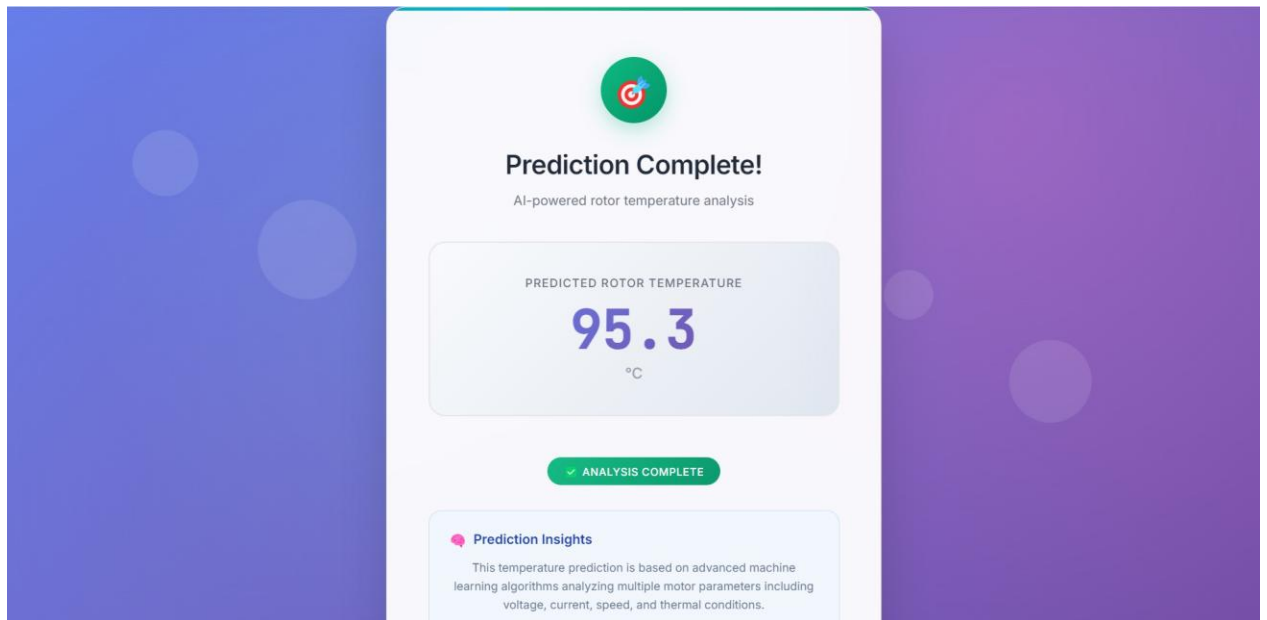 Prediction Complete!
AI-powered rotor temperature analysis
PREDICTED ROTOR TEMPERATURE
95.3
°C
✓ ANALYSIS COMPLETE
Prediction Insights
This temperature prediction is based on advanced machine
learning algorithms analyzing multiple motor parameters including
voltage, current, speed, and thermal conditions.